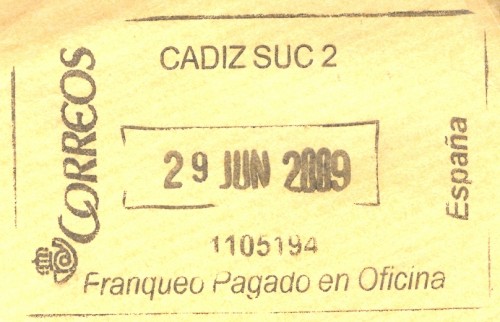 CADIZ SUC 2
CORREOS
29 JUN 2009
España
1105194
Franqueo Pagado en Oficina